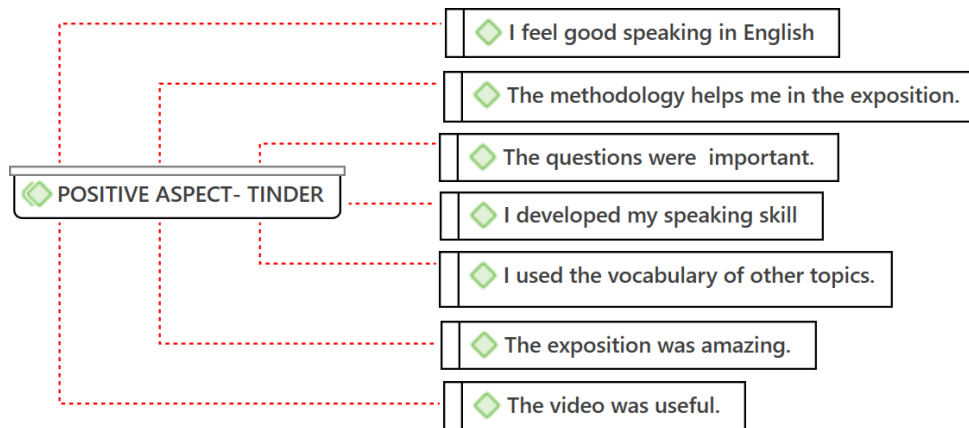 I feel good speaking in English
The methodology helps me in the exposition.
The questions were important.
POSITIVE ASPECT- TINDER
I developed my speaking skill
I used the vocabulary of other topics.
The exposition was amazing.
The video was useful.